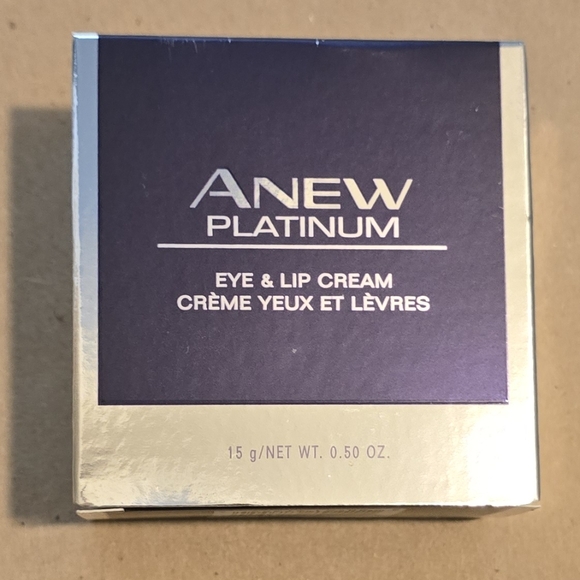 ANEW
PLATINUM
EYE & LIP CREAM
CRÈME YEUX ET LÈVRES
15 g/NET WT. 0.50 OZ.